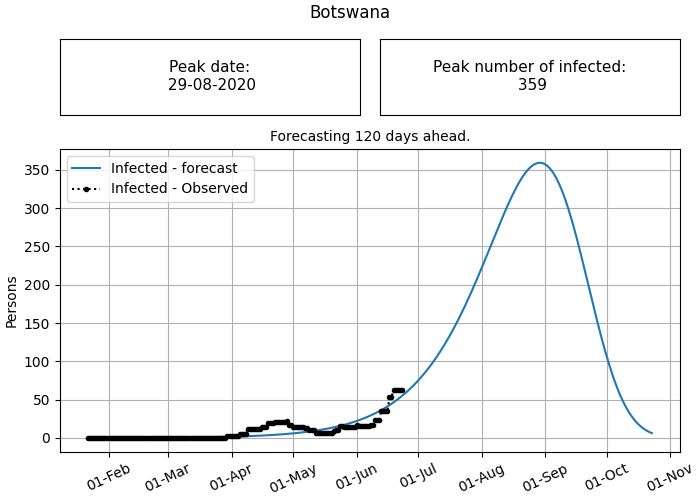 Botswana
Peak date:
29-08-2020
Peak number of infected:
359
Forecasting 120 days ahead.
Infected - forecast
Infected - Observed
Persons
350
300
250
200
150
100
50
0
01-Feb
01-Mar
01-Apr
01-May
01-Jun
01-Jul
01-Aug
01-Sep
01-Oct
01-Nov